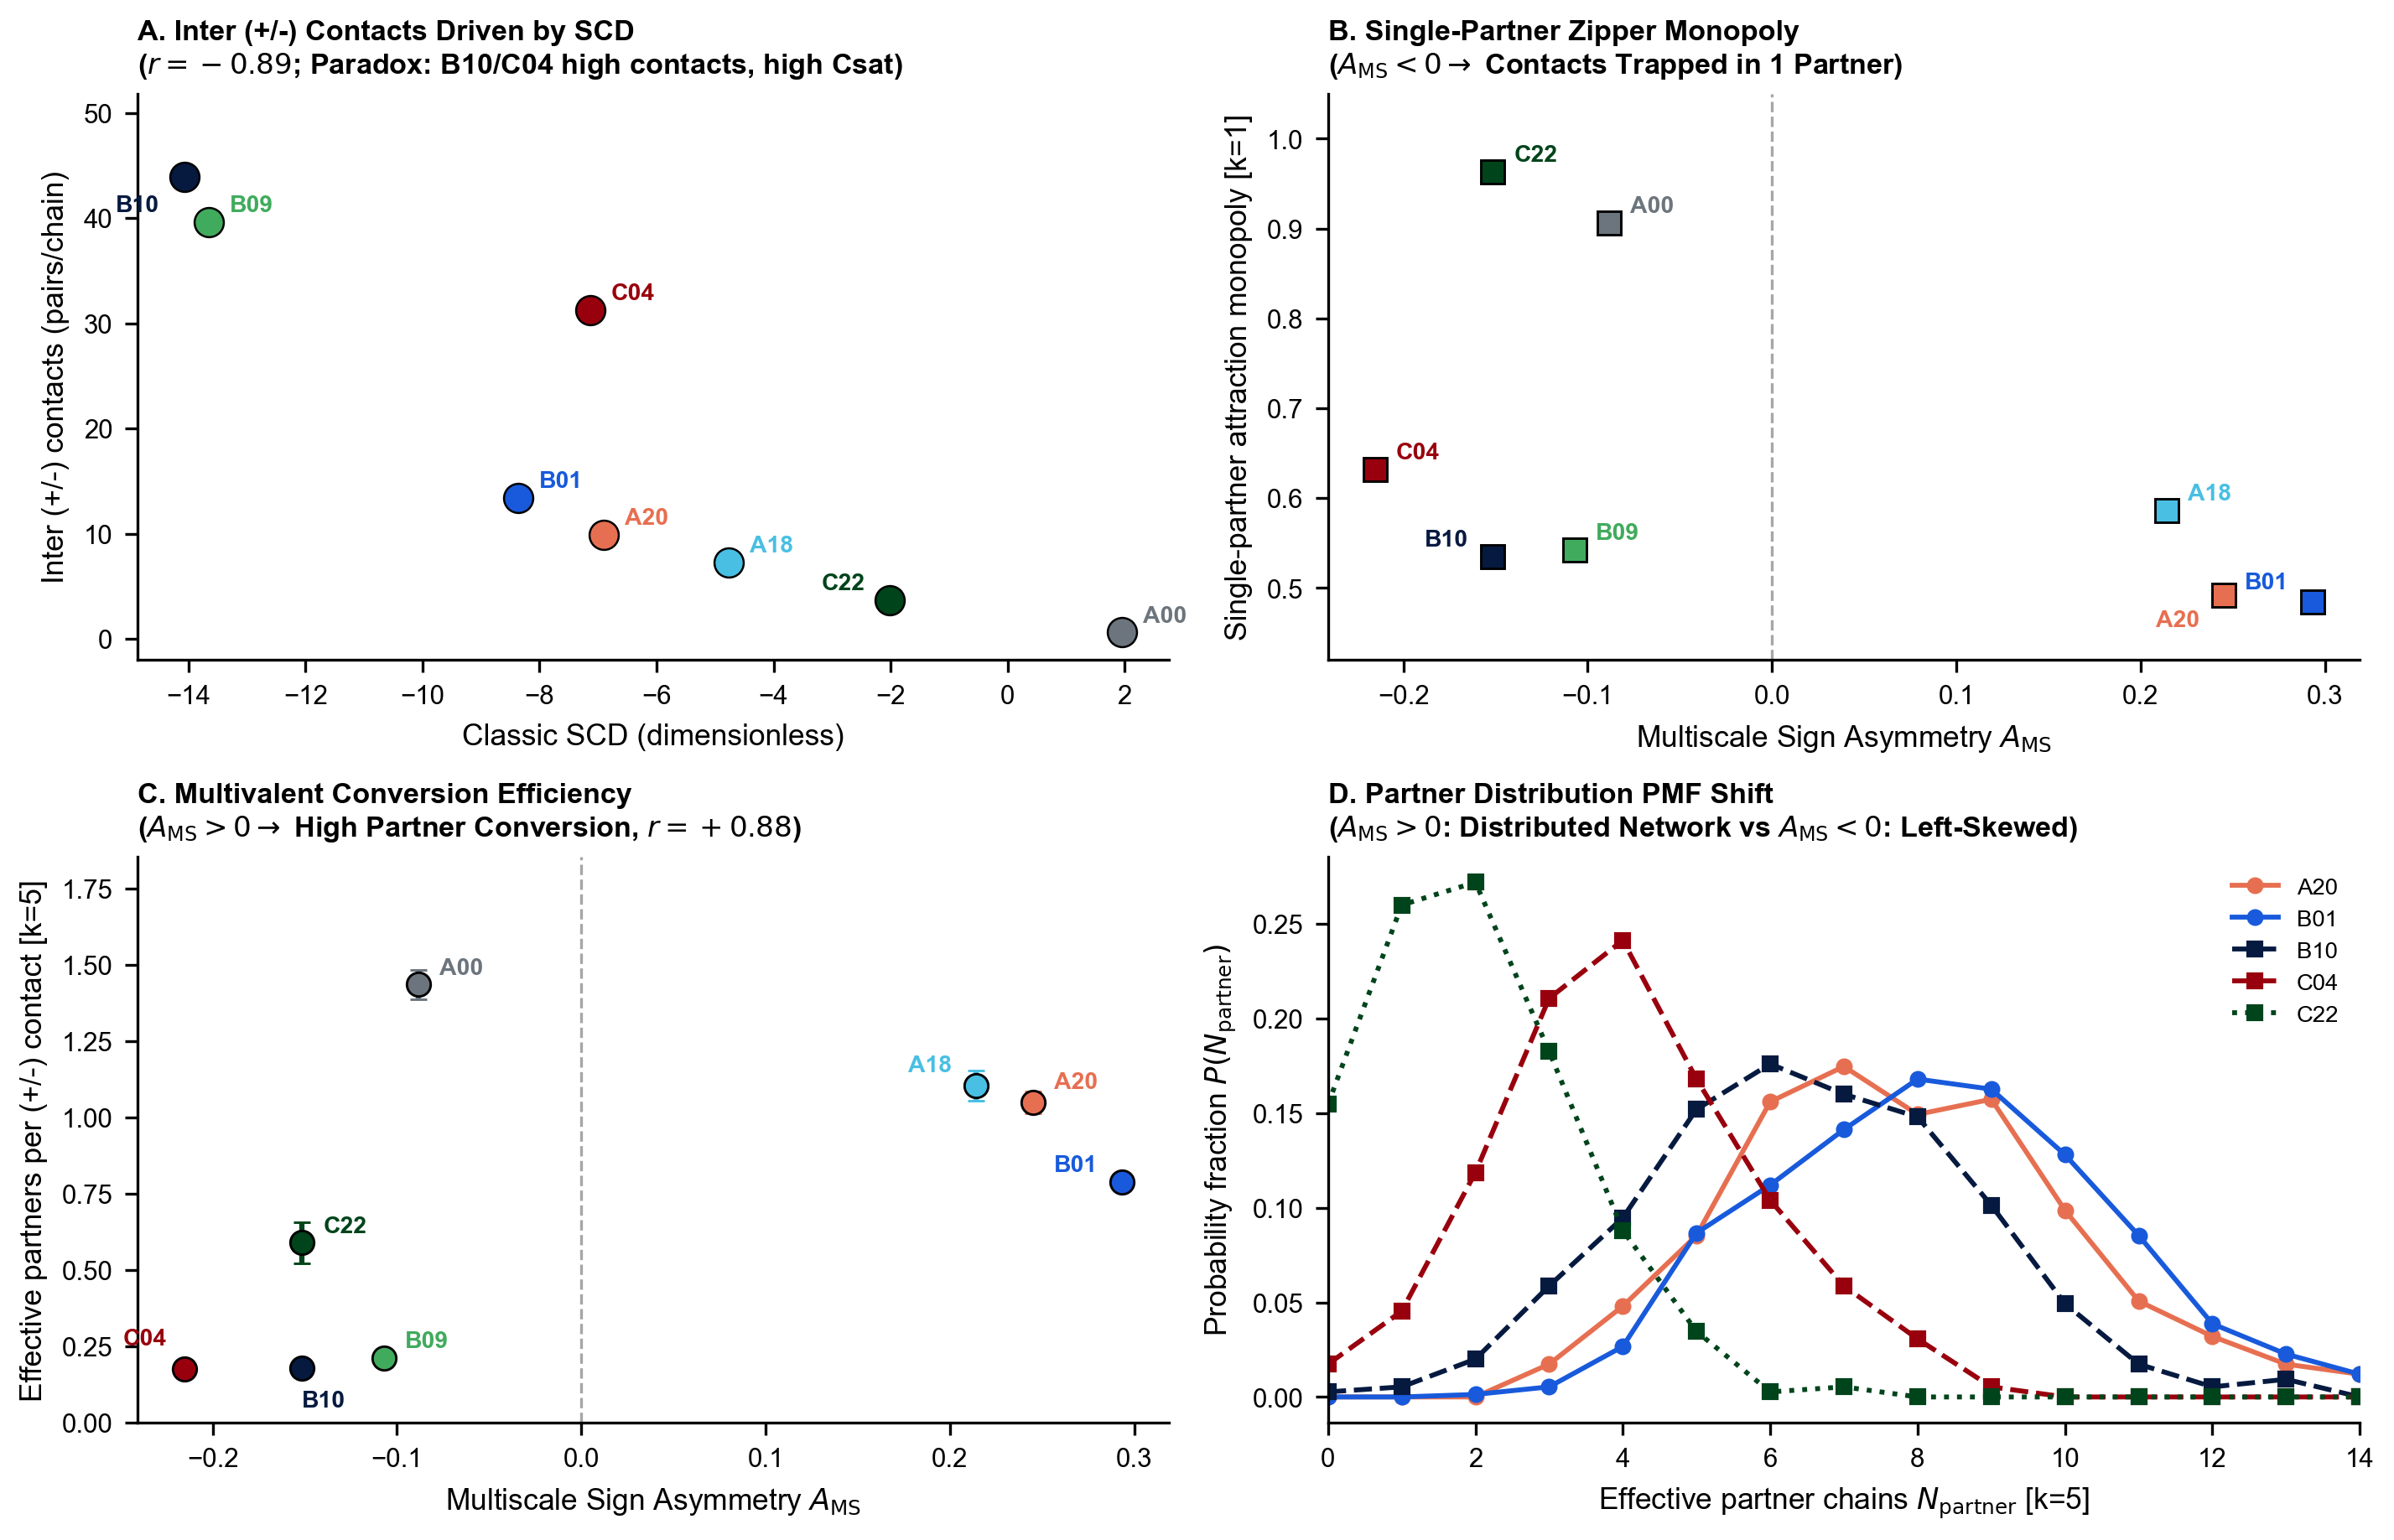 A. Inter (+/-) Contacts Driven by SCD
(r = − 0.89; Paradox: B10/C04 high contacts, high Csat)
Inter (+/-) contacts (pairs/chain)
50
40
30
20
10
0
B10
B09
C04
B01
A20
A18
C22
A00
−14
−12
−10
−8
−6
−4
−2
0
2
Classic SCD (dimensionless)
B. Single-Partner Zipper Monopoly
(A_MS < 0 → Contacts Trapped in 1 Partner)
Single-partner attraction monopoly [k=1]
1.0
0.9
0.8
0.7
0.6
0.5
C22
A00
C04
A18
B10
B09
B01
A20
−0.2
−0.1
0.0
0.1
0.2
0.3
Multiscale Sign Asymmetry A_MS
C. Multivalent Conversion Efficiency
(A_MS > 0 → High Partner Conversion, r = + 0.88)
Effective partners per (+/-) contact [k=5]
1.75
1.50
1.25
1.00
0.75
0.50
0.25
0.00
A00
A18
A20
B01
C22
C04
B09
B10
−0.2
−0.1
0.0
0.1
0.2
0.3
Multiscale Sign Asymmetry A_MS
D. Partner Distribution PMF Shift
(A_MS > 0: Distributed Network vs A_MS < 0: Left-Skewed)
Probability fraction P(N_partner)
0.25
0.20
0.15
0.10
0.05
0.00
A20
B01
B10
C04
C22
0
2
4
6
8
10
12
14
Effective partner chains N_partner [k=5]